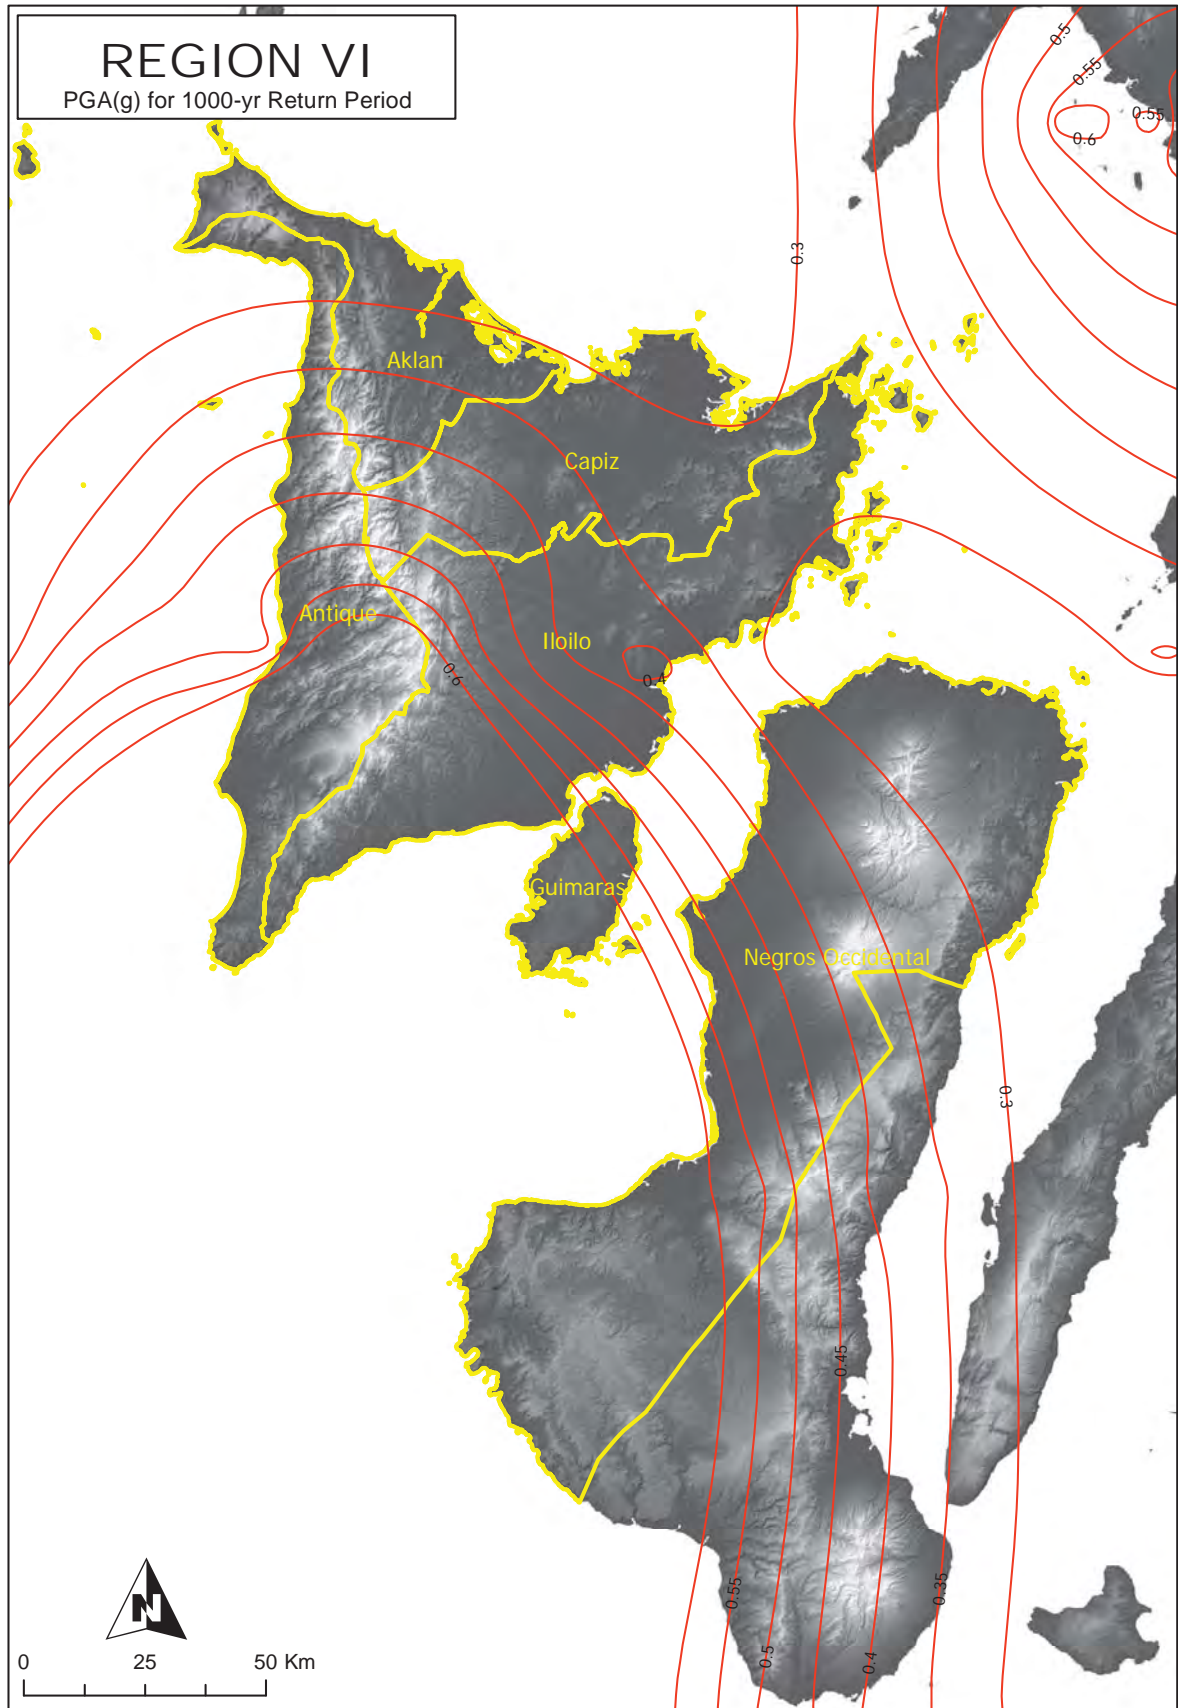 REGION VI
PGA(g) for 1000-yr Return Period
0.5
0.55
0.55
0.6
0.3
Aklan
Capiz
Antique
Iloilo
0.6
0.4
Guimaras
Negros Occidental
0.3
0.45
0.55
0.35
0.5
0.4
N
0 25 50 Km